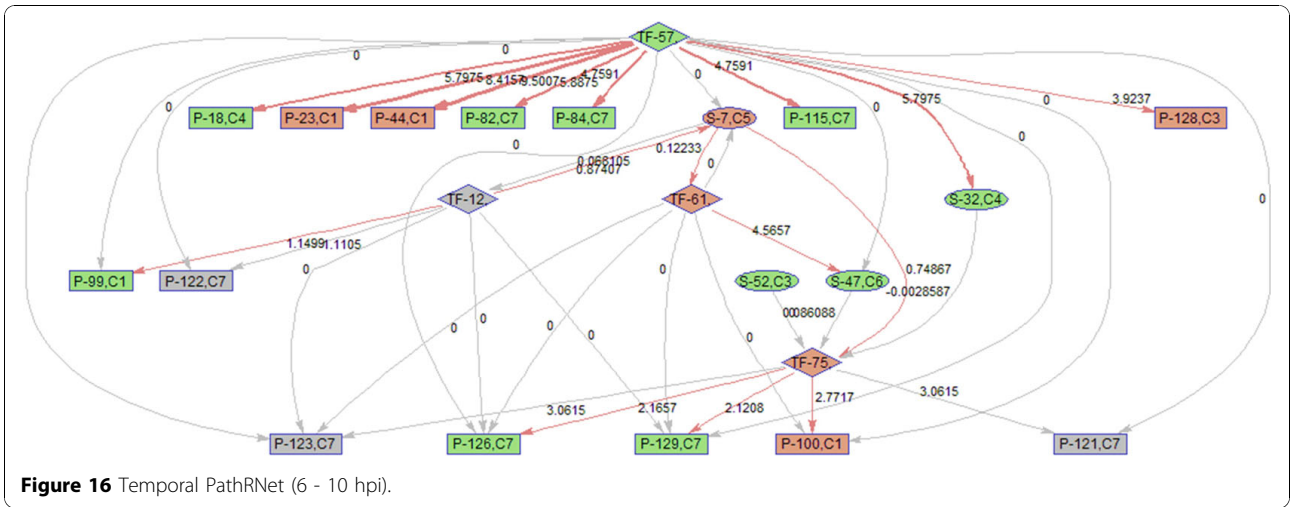 TF-57,
0
0
5.7975 8.4157 9.5007 5.8875 4.7591
0
4.7591
5.7975
3.9237
0
0
0
0
P-18,C4 P-23,C1 P-44,C1 P-82,C7 P-84,C7 S-7,C5 P-115,C7 P-128,C3
0
0.12233
0
0.068105
0.87407
TF-12, TF-61, S-32,C4
0
4.5657
1.1499 1.1105
0
0
0.74867
P-99,C1 P-122,C7 S-52,C3 S-47,C6
-0.0028587
0 0.086088
0 0 0 0 0
TF-75,
3.0615 2.1657 2.1208 2.7717 3.0615
P-123,C7 P-126,C7 P-129,C7 P-100,C1 P-121,C7
Figure 16 Temporal PathRNet (6 - 10 hpi).